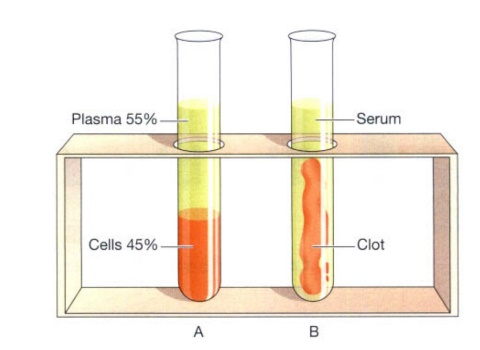 Plasma 55%
Serum
Cells 45%
Clot
A
B